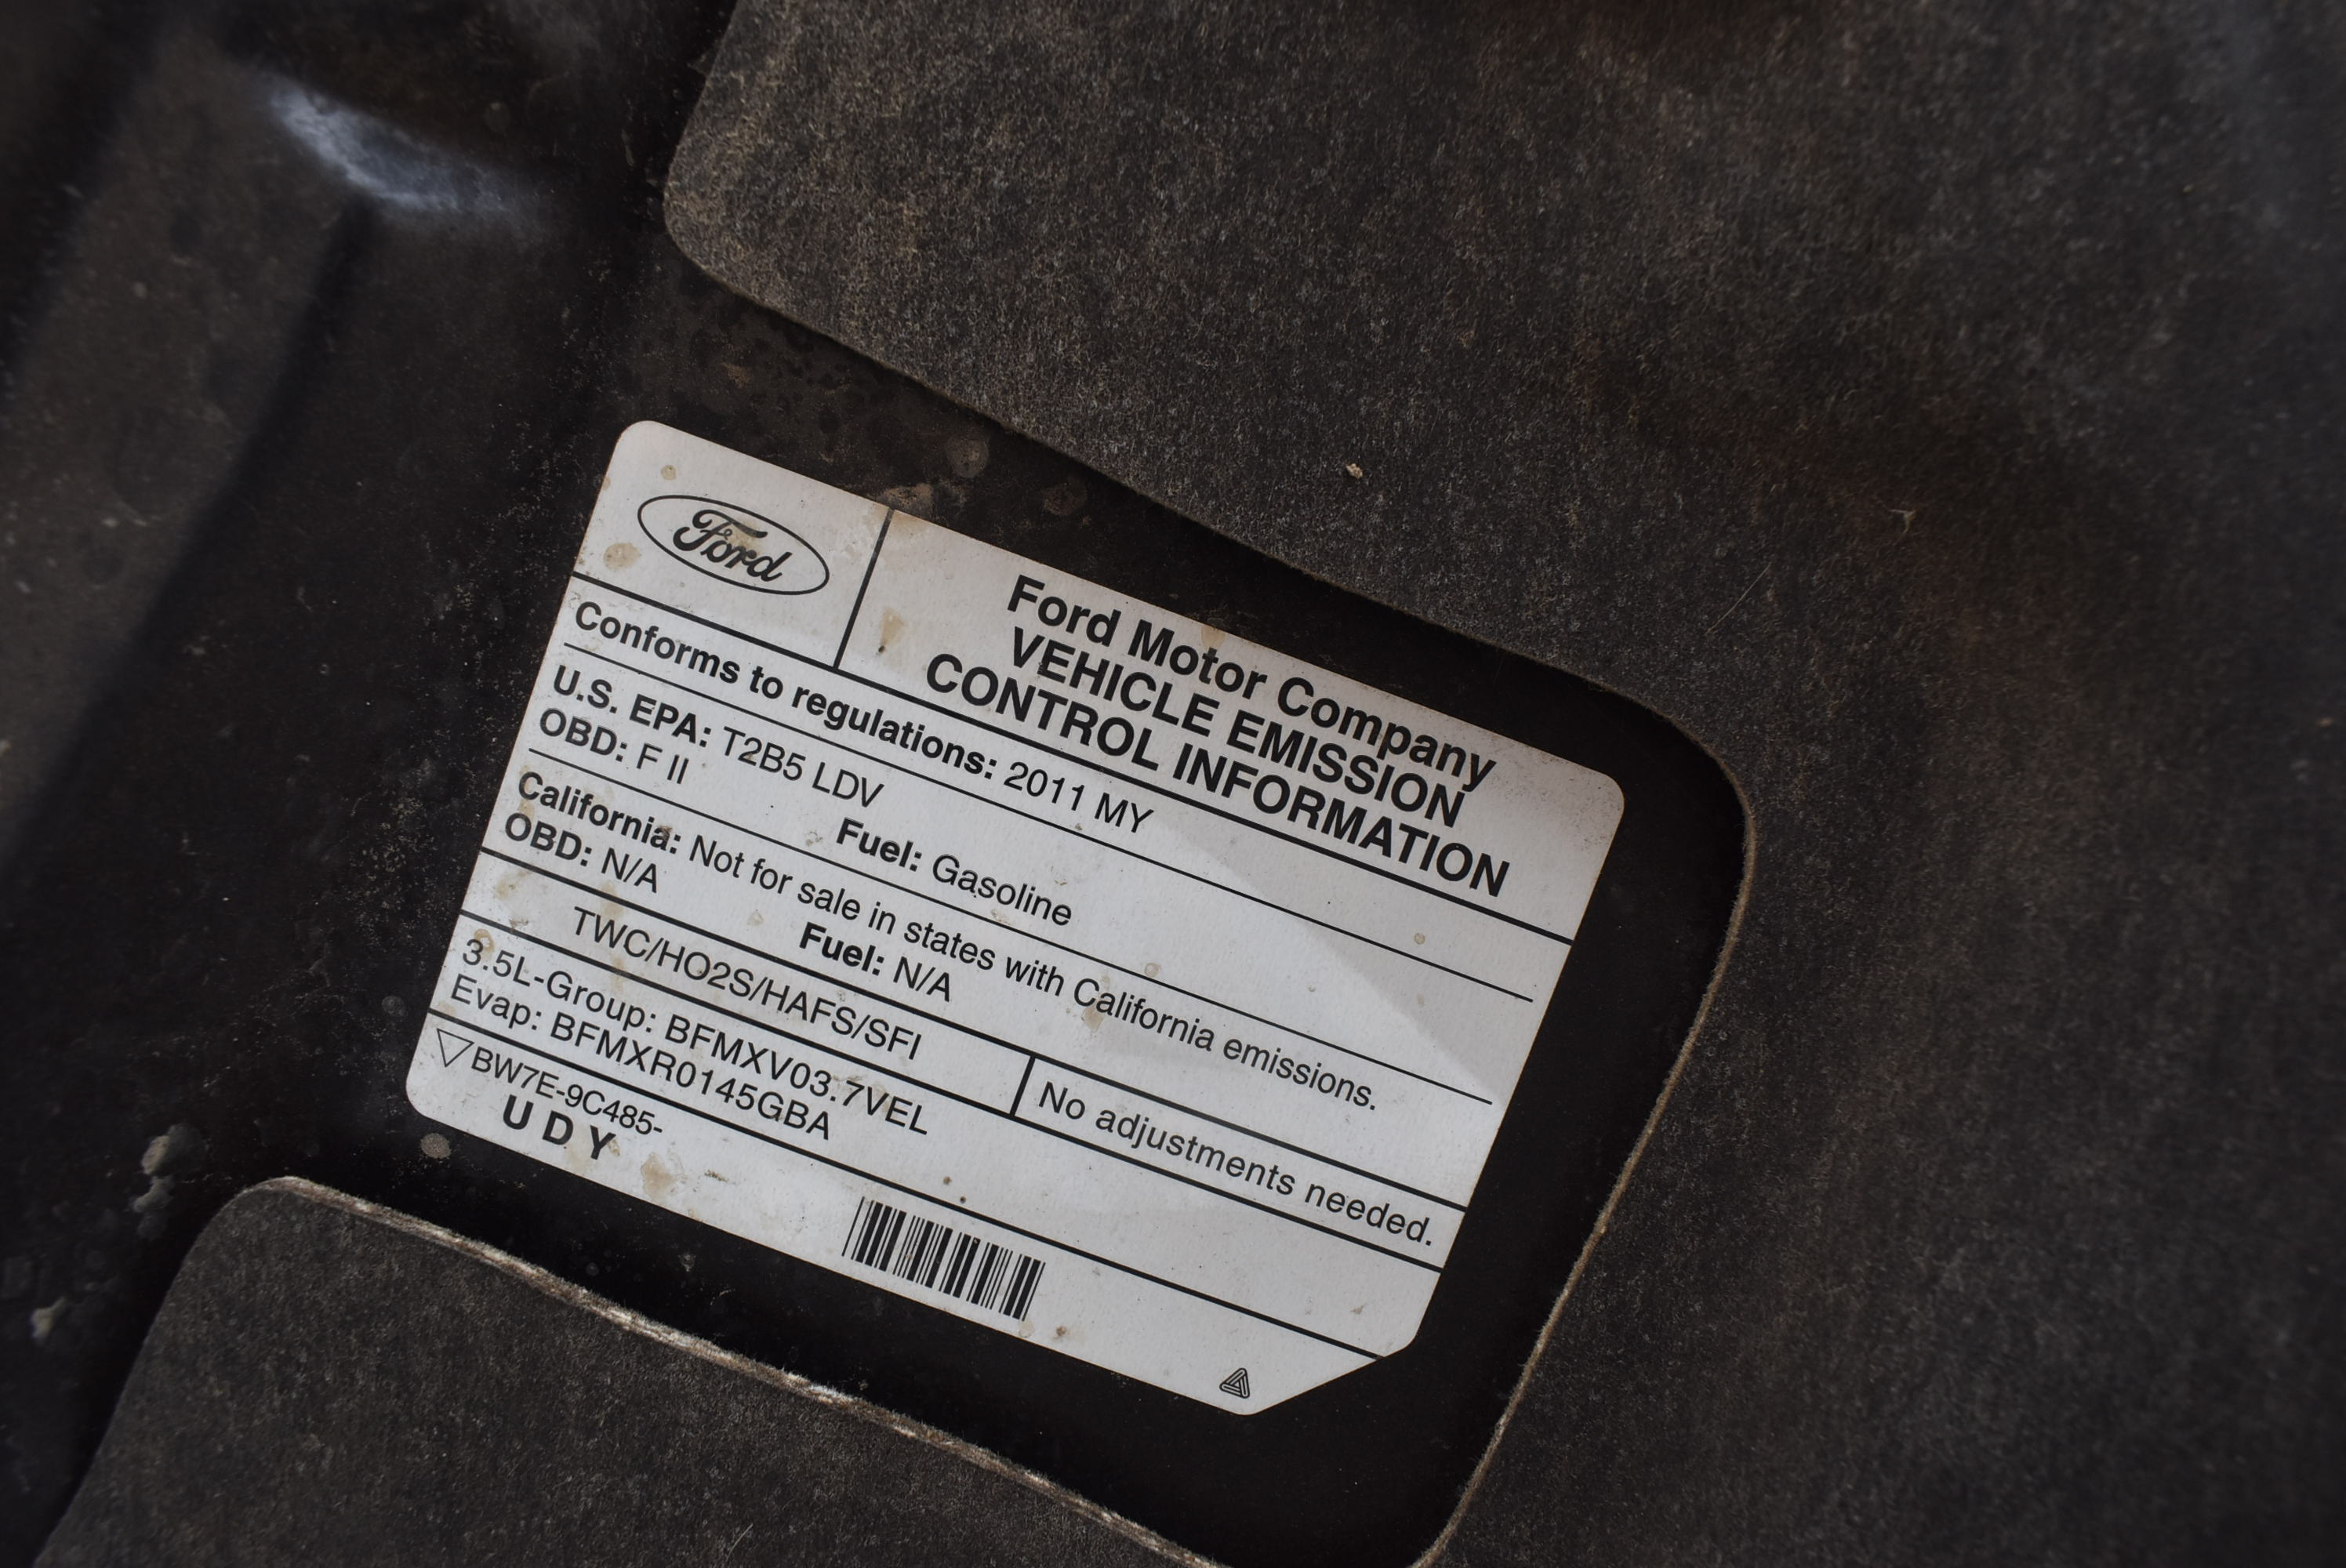 Ford
Ford Motor Company
VEHICLE EMISSION
CONTROL INFORMATION
Conforms to regulations: 2011 MY
U.S. EPA: T2B5 LDV
OBD: F II Fuel: Gasoline
California: Not for sale in states with California emissions.
OBD: N/A Fuel: N/A
TWC/HO2S/HAFS/SFI
No adjustments needed.
3.5L-Group: BFMXV03.7VEL
Evap: BFMXR0145GBA
BW7E-9C485-
U D Y